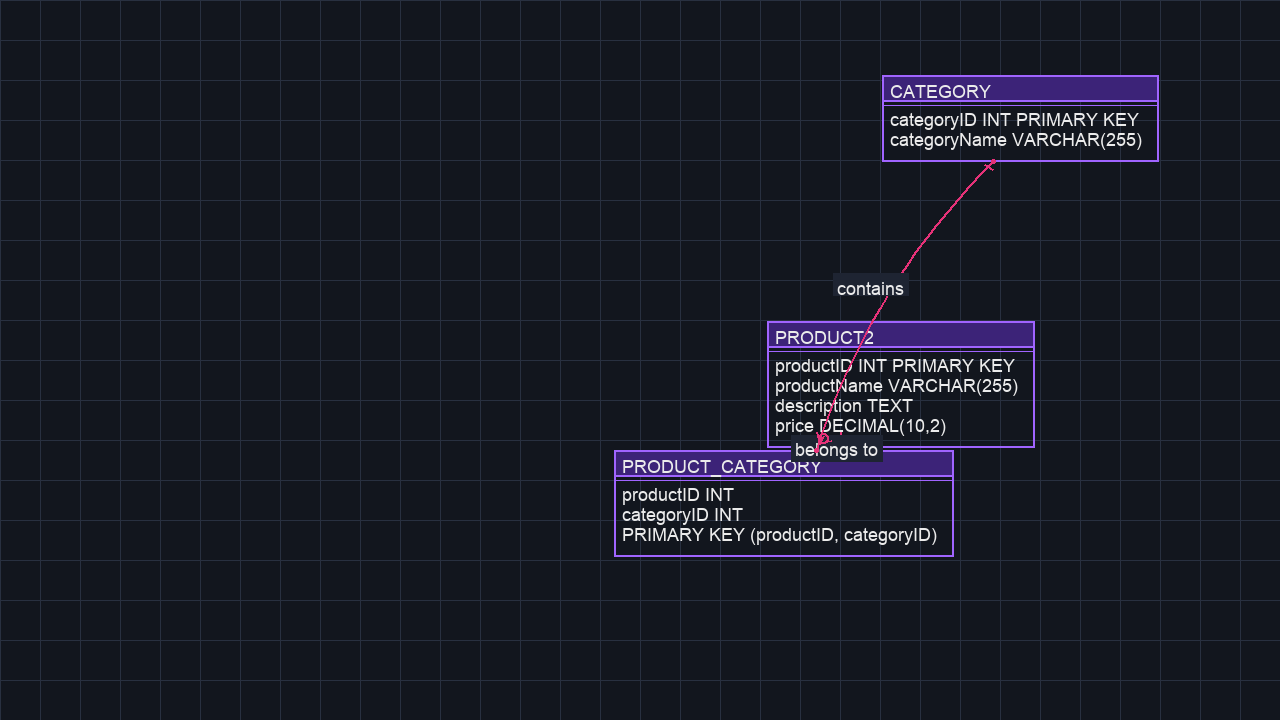 CATEGORY
categoryID INT PRIMARY KEY
categoryName VARCHAR(255)
contains
PRODUCT2
productID INT PRIMARY KEY
productName VARCHAR(255)
description TEXT
price DECIMAL(10,2)
belongs to
PRODUCT_CATEGORY
productID INT
categoryID INT
PRIMARY KEY (productID, categoryID)